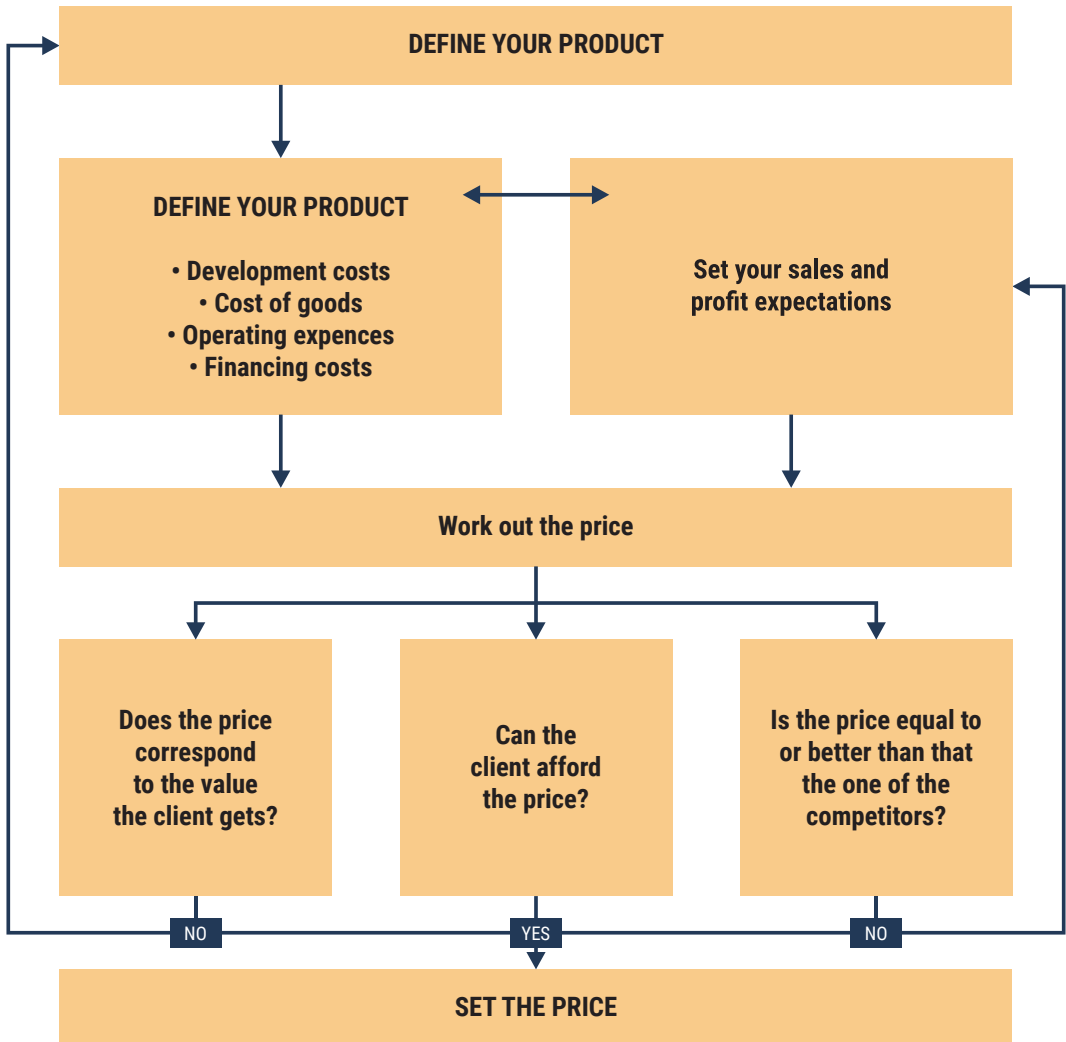 DEFINE YOUR PRODUCT
DEFINE YOUR PRODUCT
• Development costs
• Cost of goods
• Operating expences
• Financing costs
Set your sales and
profit expectations
Work out the price
Does the price
correspond
to the value
the client gets?
Can the
client afford
the price?
Is the price equal to
or better than that
the one of the
competitors?
NO
YES
NO
SET THE PRICE